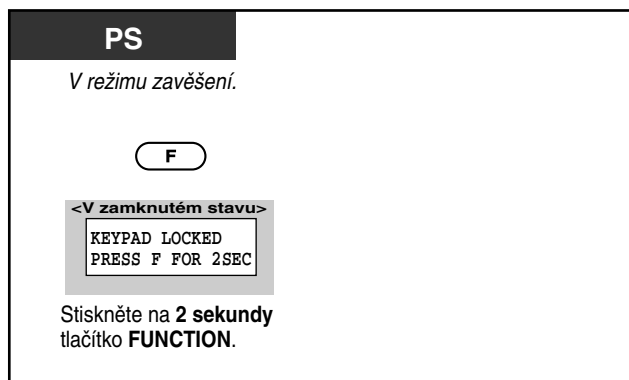 PS
V režimu zavěšení.
F
<V zamknutém stavu>
KEYPAD LOCKED
PRESS F FOR 2SEC
Stiskněte na 2 sekundy
tlačítko FUNCTION.